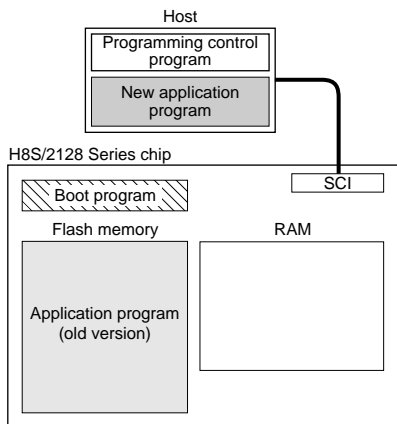 Host
Programming control
program
New application
program
H8S/2128 Series chip
SCI
Boot program
Flash memory
RAM
Application program
(old version)